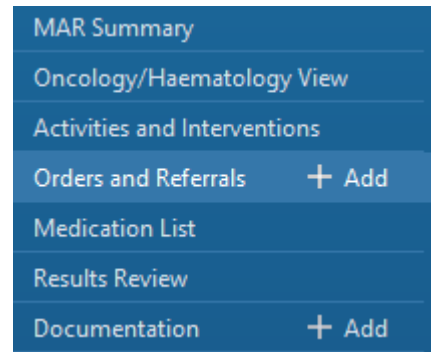 MAR Summary
Oncology/Haematology View
Activities and Interventions
Orders and Referrals + Add
Medication List
Results Review
Documentation + Add